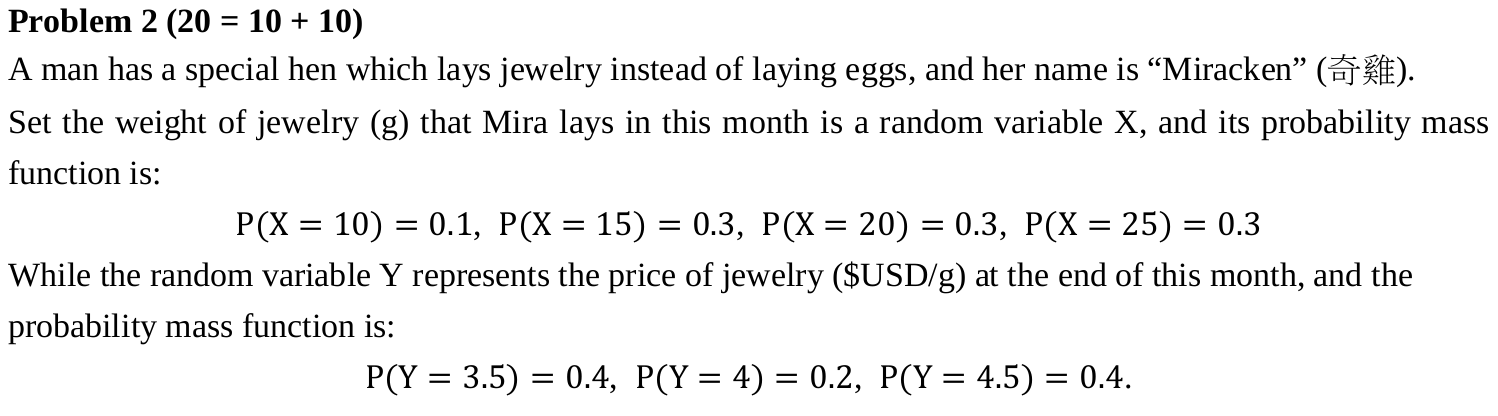 Problem 2 (20 = 10 + 10)
A man has a special hen which lays jewelry instead of laying eggs, and her name is “Miracken” (奇雞).
Set the weight of jewelry (g) that Mira lays in this month is a random variable X, and its probability mass
function is:
P(X = 10) = 0.1, P(X = 15) = 0.3, P(X = 20) = 0.3, P(X = 25) = 0.3
While the random variable Y represents the price of jewelry ($USD/g) at the end of this month, and the
probability mass function is:
P(Y = 3.5) = 0.4, P(Y = 4) = 0.2, P(Y = 4.5) = 0.4.